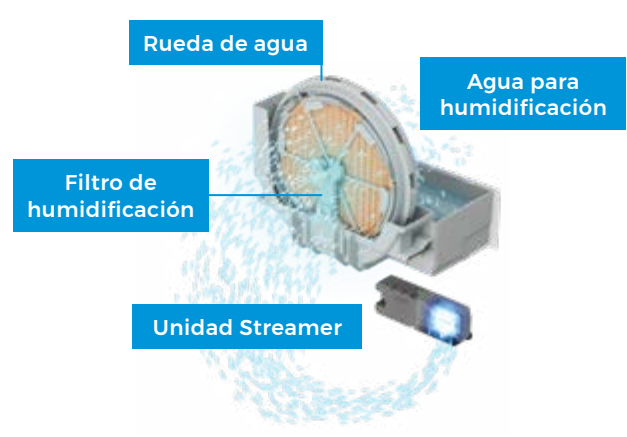 Rueda de agua
Agua para
humidificación
Filtro de
humidificación
Unidad Streamer